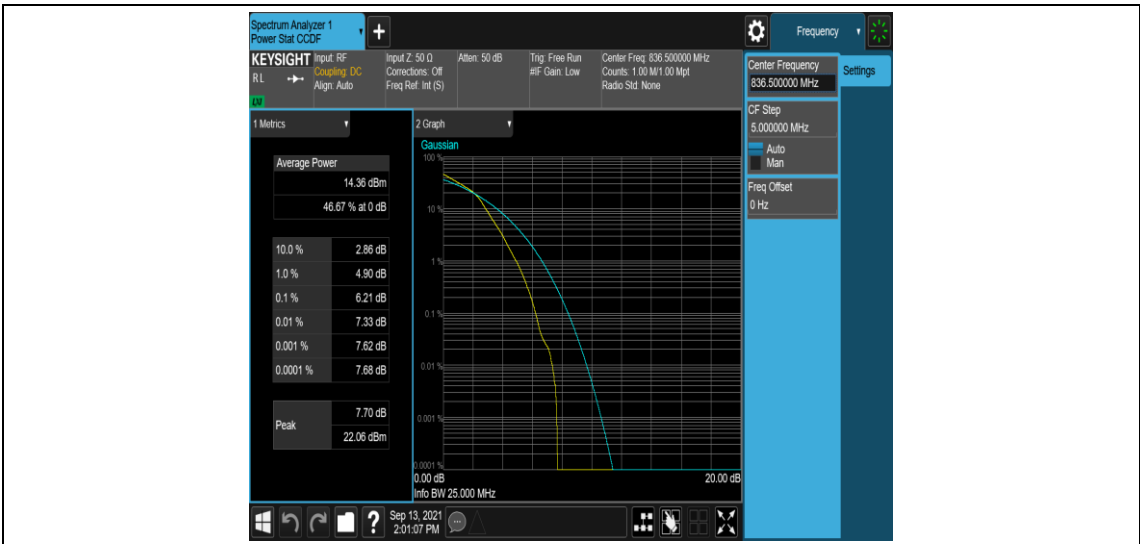 Spectrum Analyzer 1
Power Stat CCDF
+
Frequency
KEYSIGHT
RL
LXI
Input: RF
Coupling: DC
Align: Auto
Input Z: 50 Ω
Corrections: Off
Freq Ref: Int (S)
Atten: 50 dB
Trig: Free Run
#IF Gain: Low
Center Freq: 836.500000 MHz
Counts: 1.00 M/1.00 Mpt
Radio Std: None
Center Frequency
836.500000 MHz
Settings
CF Step
5.000000 MHz
Auto
Man
Freq Offset
0 Hz
1 Metrics
Average Power
14.36 dBm
46.67 % at 0 dB
10.0 % 2.86 dB
1.0 % 4.90 dB
0.1 % 6.21 dB
0.01 % 7.33 dB
0.001 % 7.62 dB
0.0001 % 7.68 dB
Peak
7.70 dB
22.06 dBm
2 Graph
Gaussian
100 %
10 %
1 %
0.1 %
0.01 %
0.001 %
0.0001 %
0.00 dB 20.00 dB
Info BW 25.000 MHz
?
Sep 13, 2021
2:01:07 PM